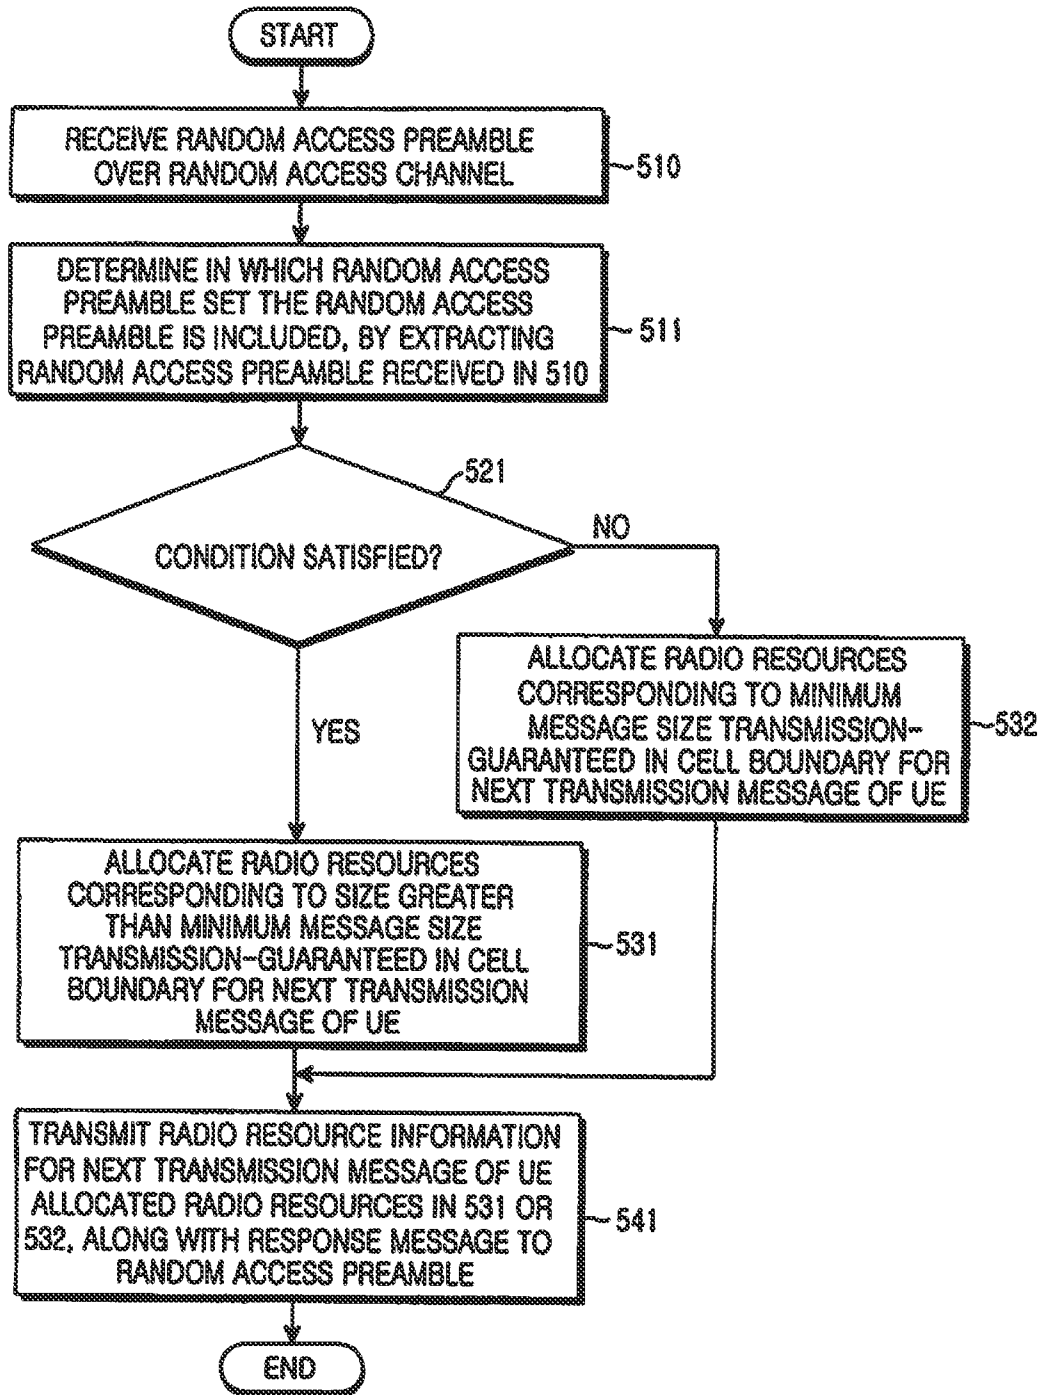 START
RECEIVE RANDOM ACCESS PREAMBLE
OVER RANDOM ACCESS CHANNEL
510
DETERMINE IN WHICH RANDOM ACCESS
PREAMBLE SET THE RANDOM ACCESS
PREAMBLE IS INCLUDED, BY EXTRACTING
RANDOM ACCESS PREAMBLE RECEIVED IN 510
511
521
CONDITION SATISFIED?
NO
YES
ALLOCATE RADIO RESOURCES
CORRESPONDING TO MINIMUM
MESSAGE SIZE TRANSMISSION-
GUARANTEED IN CELL BOUNDARY FOR
NEXT TRANSMISSION MESSAGE OF UE
532
ALLOCATE RADIO RESOURCES
CORRESPONDING TO SIZE GREATER
THAN MINIMUM MESSAGE SIZE
TRANSMISSION-GUARANTEED IN CELL
BOUNDARY FOR NEXT TRANSMISSION
MESSAGE OF UE
531
TRANSMIT RADIO RESOURCE INFORMATION
FOR NEXT TRANSMISSION MESSAGE OF UE
ALLOCATED RADIO RESOURCES IN 531 OR
532, ALONG WITH RESPONSE MESSAGE TO
RANDOM ACCESS PREAMBLE
541
END